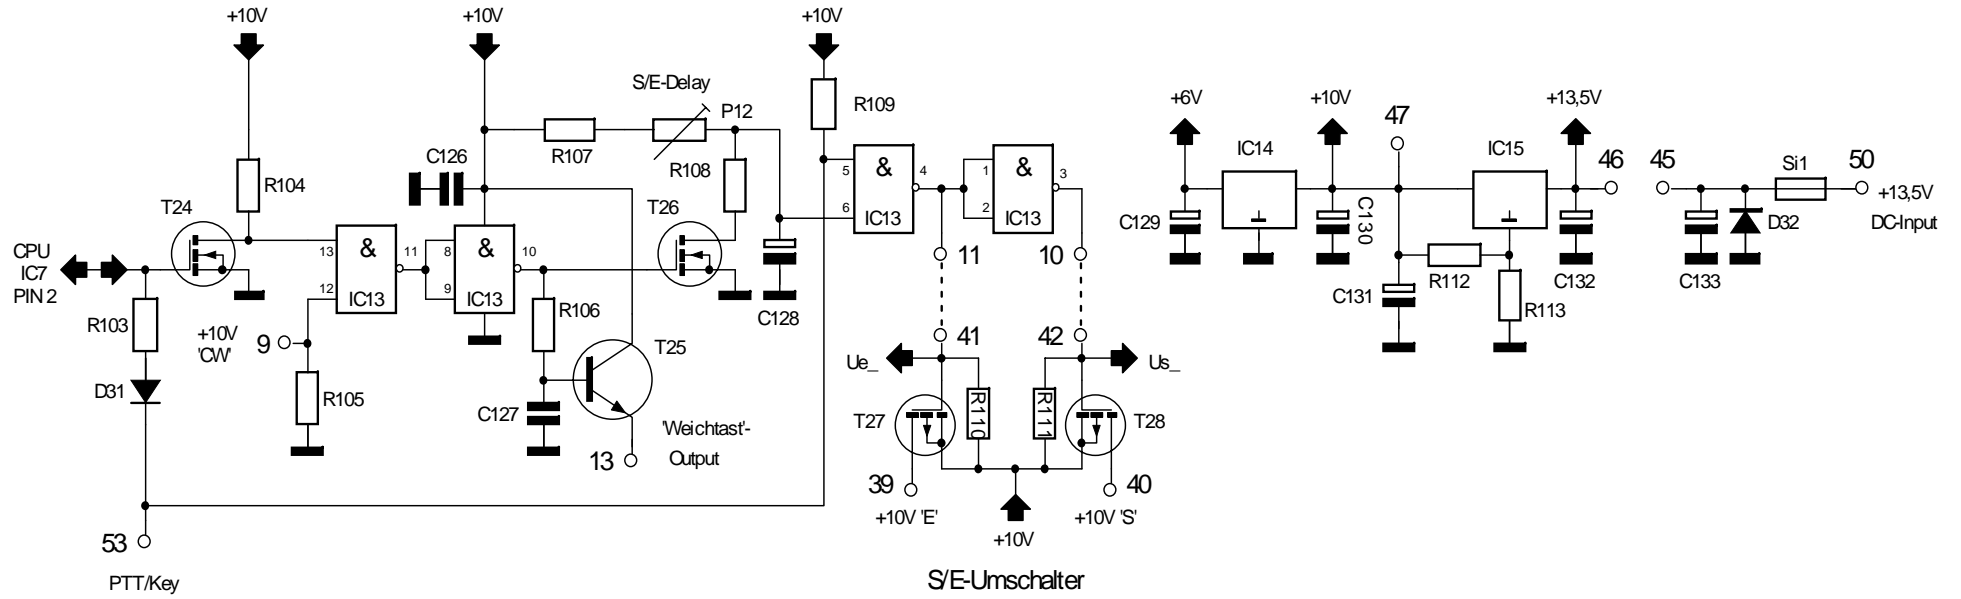 +10V
+10V
+10V
S/E-Delay
P12
R109
R107
R108
C126
R104
T24
T26
CPU
IC7
PIN 2
13
&
11
12
IC13
8
&
10
9
IC13
5
&
4
6
IC13
1
&
3
2
IC13
R103
+10V
'CW'
9
R105
D31
R106
T25
C127
C128
'Weichtast'-
Output
13
53
PTT/Key
11
10
41
42
Ue_
Us_
T27
R110
R111
T28
39
40
+10V 'E'
+10V 'S'
+10V
S/E-Umschalter
+6V
+10V
47
+13,5V
IC14
IC15
46
45
Si1
50
+13,5V
DC-Input
C129
C130
C131
R112
R113
C132
C133
D32